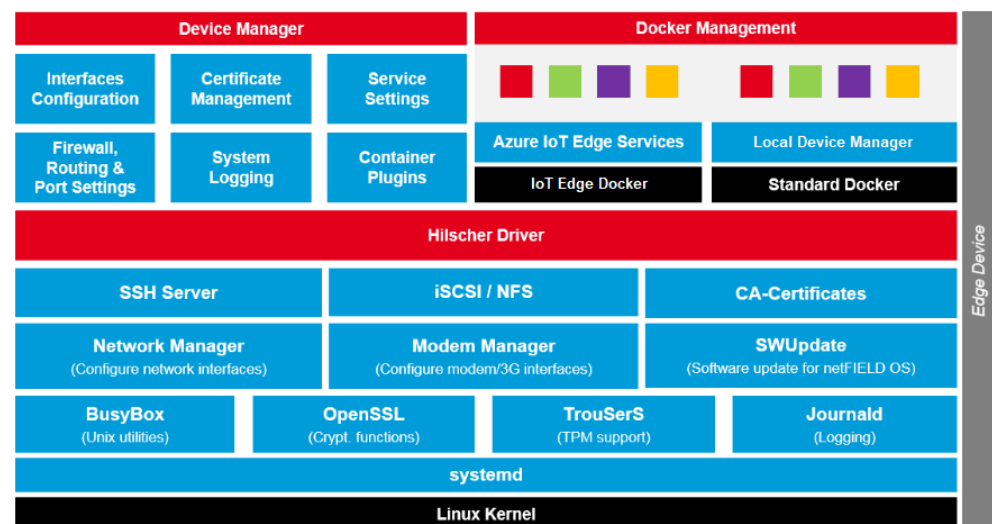 Device Manager
Docker Management
Interfaces
Configuration
Certificate
Management
Service
Settings
Firewall,
Routing &
Port Settings
System
Logging
Container
Plugins
Azure IoT Edge Services
Local Device Manager
IoT Edge Docker
Standard Docker
Hilscher Driver
Edge Device
SSH Server
iSCSI / NFS
CA-Certificates
Network Manager
(Configure network interfaces)
Modem Manager
(Configure modem/3G interfaces)
SWUpdate
(Software update for netFIELD OS)
BusyBox
(Unix utilities)
OpenSSL
(Crypt. functions)
TrouSerS
(TPM support)
Journald
(Logging)
systemd
Linux Kernel